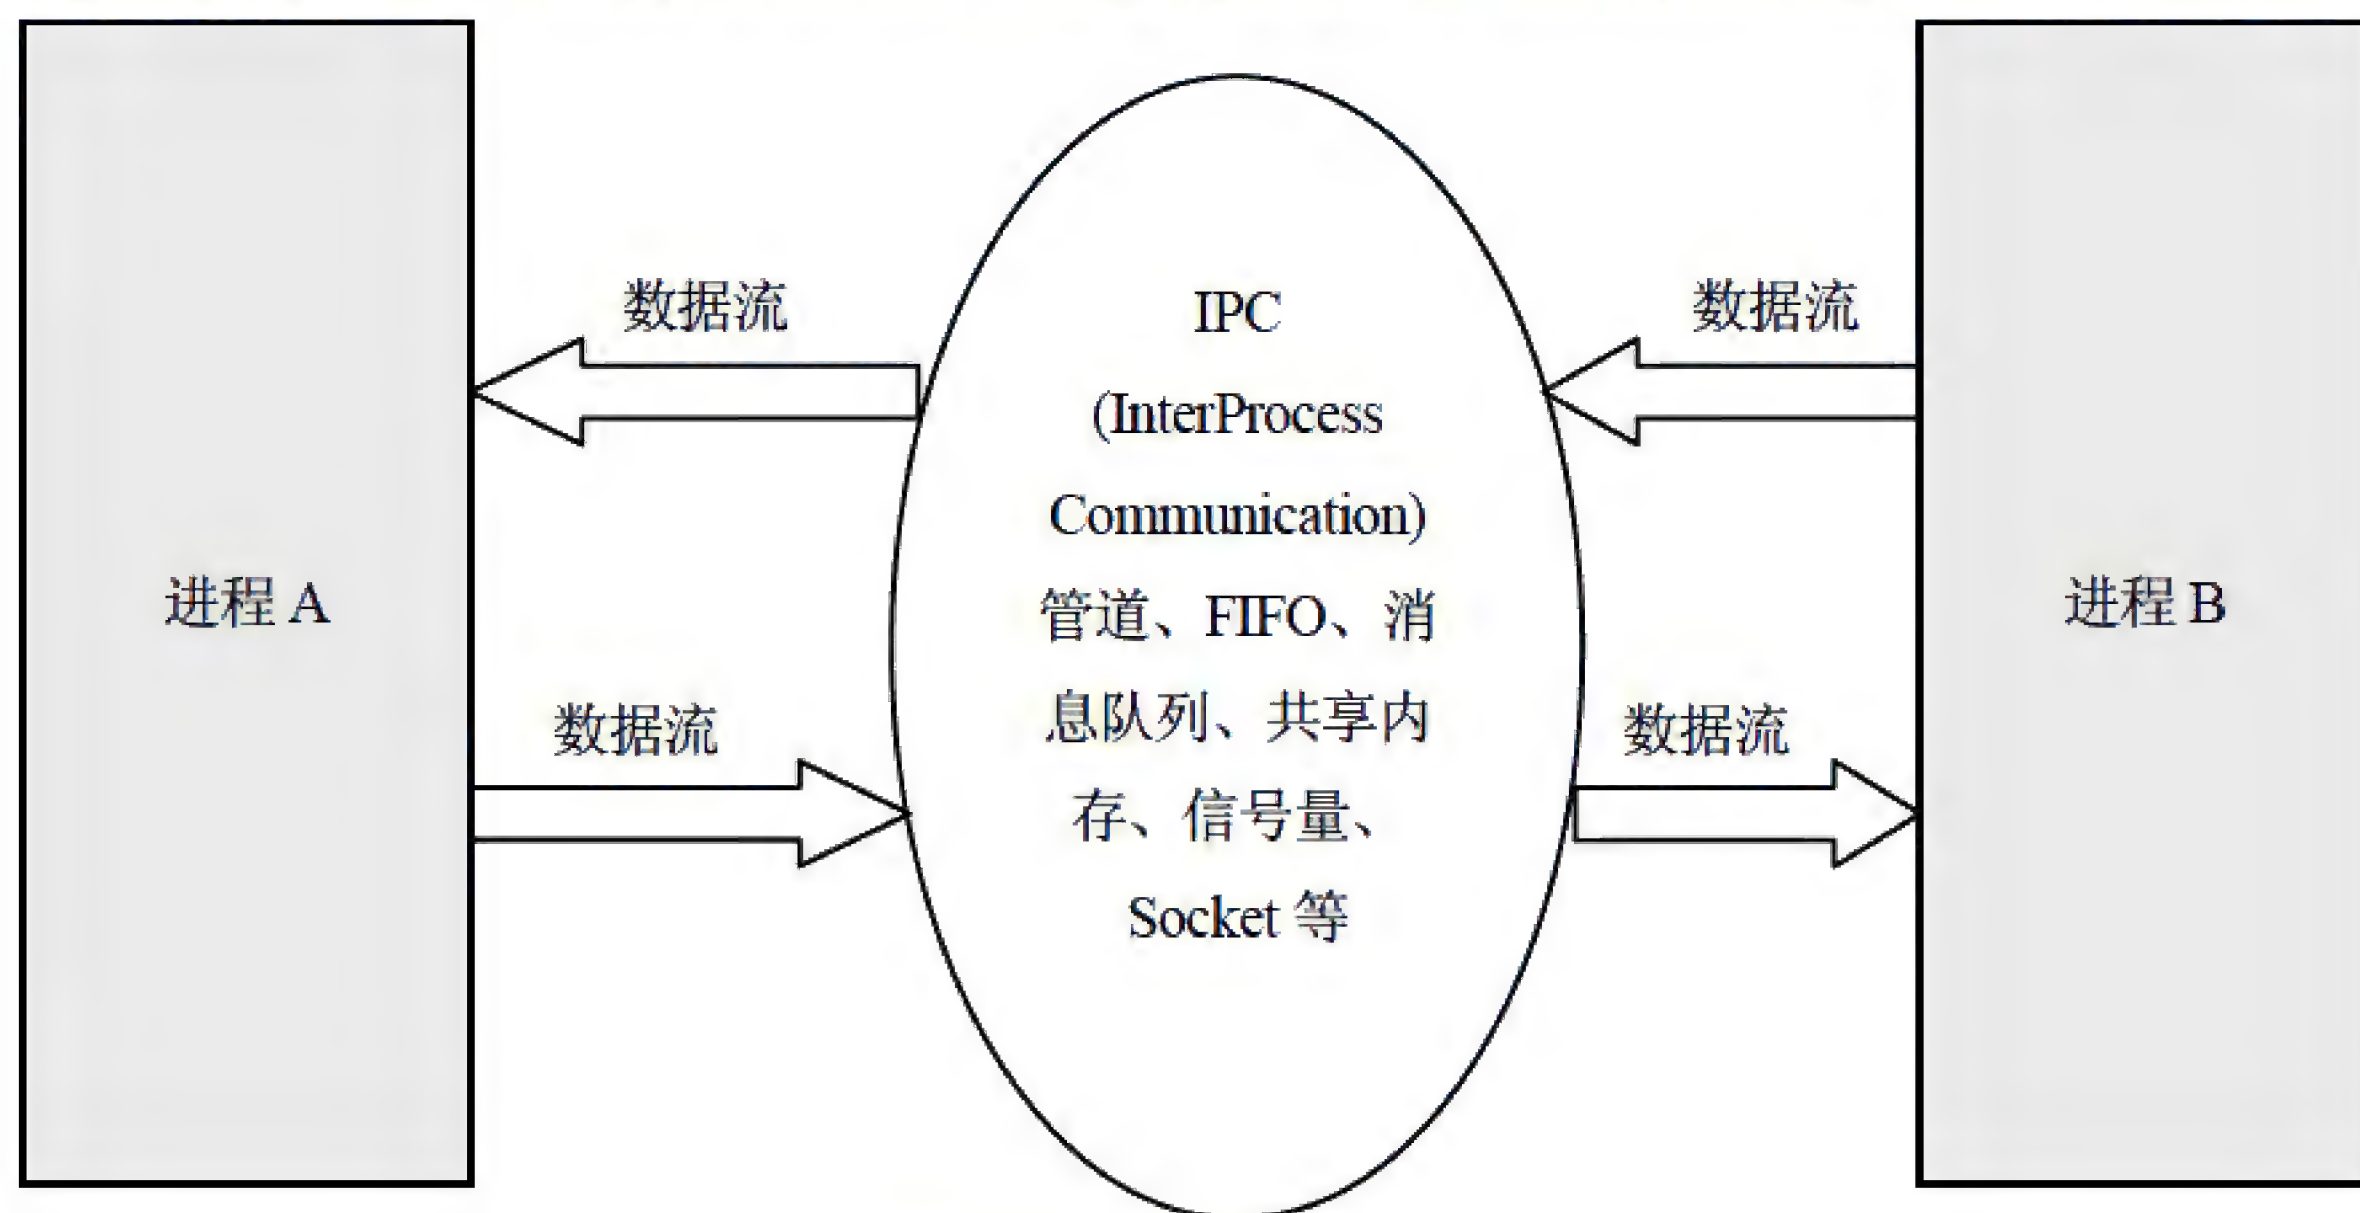 数据流
数据流
IPC
(InterProcess
Communication)
管道、FIFO、消
息队列、共享内
存、信号量、
Socket 等
进程 A
进程 B
数据流
数据流